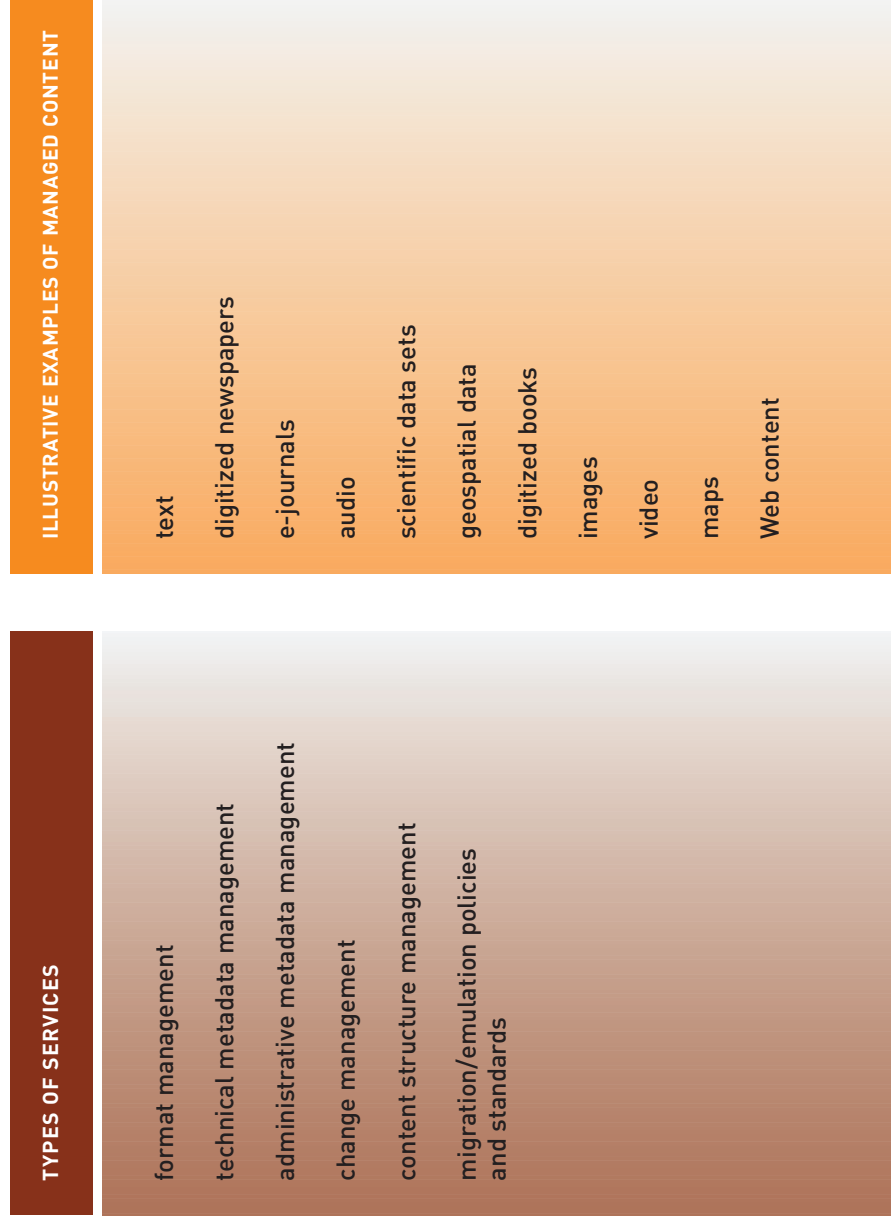 TYPES OF SERVICES
format management
technical metadata management
administrative metadata management
change management
content structure management
migration/emulation policies
and standards
ILLUSTRATIVE EXAMPLES OF MANAGED CONTENT
text
digitized newspapers
e-journals
audio
scientific data sets
geospatial data
digitized books
images
video
maps
Web content